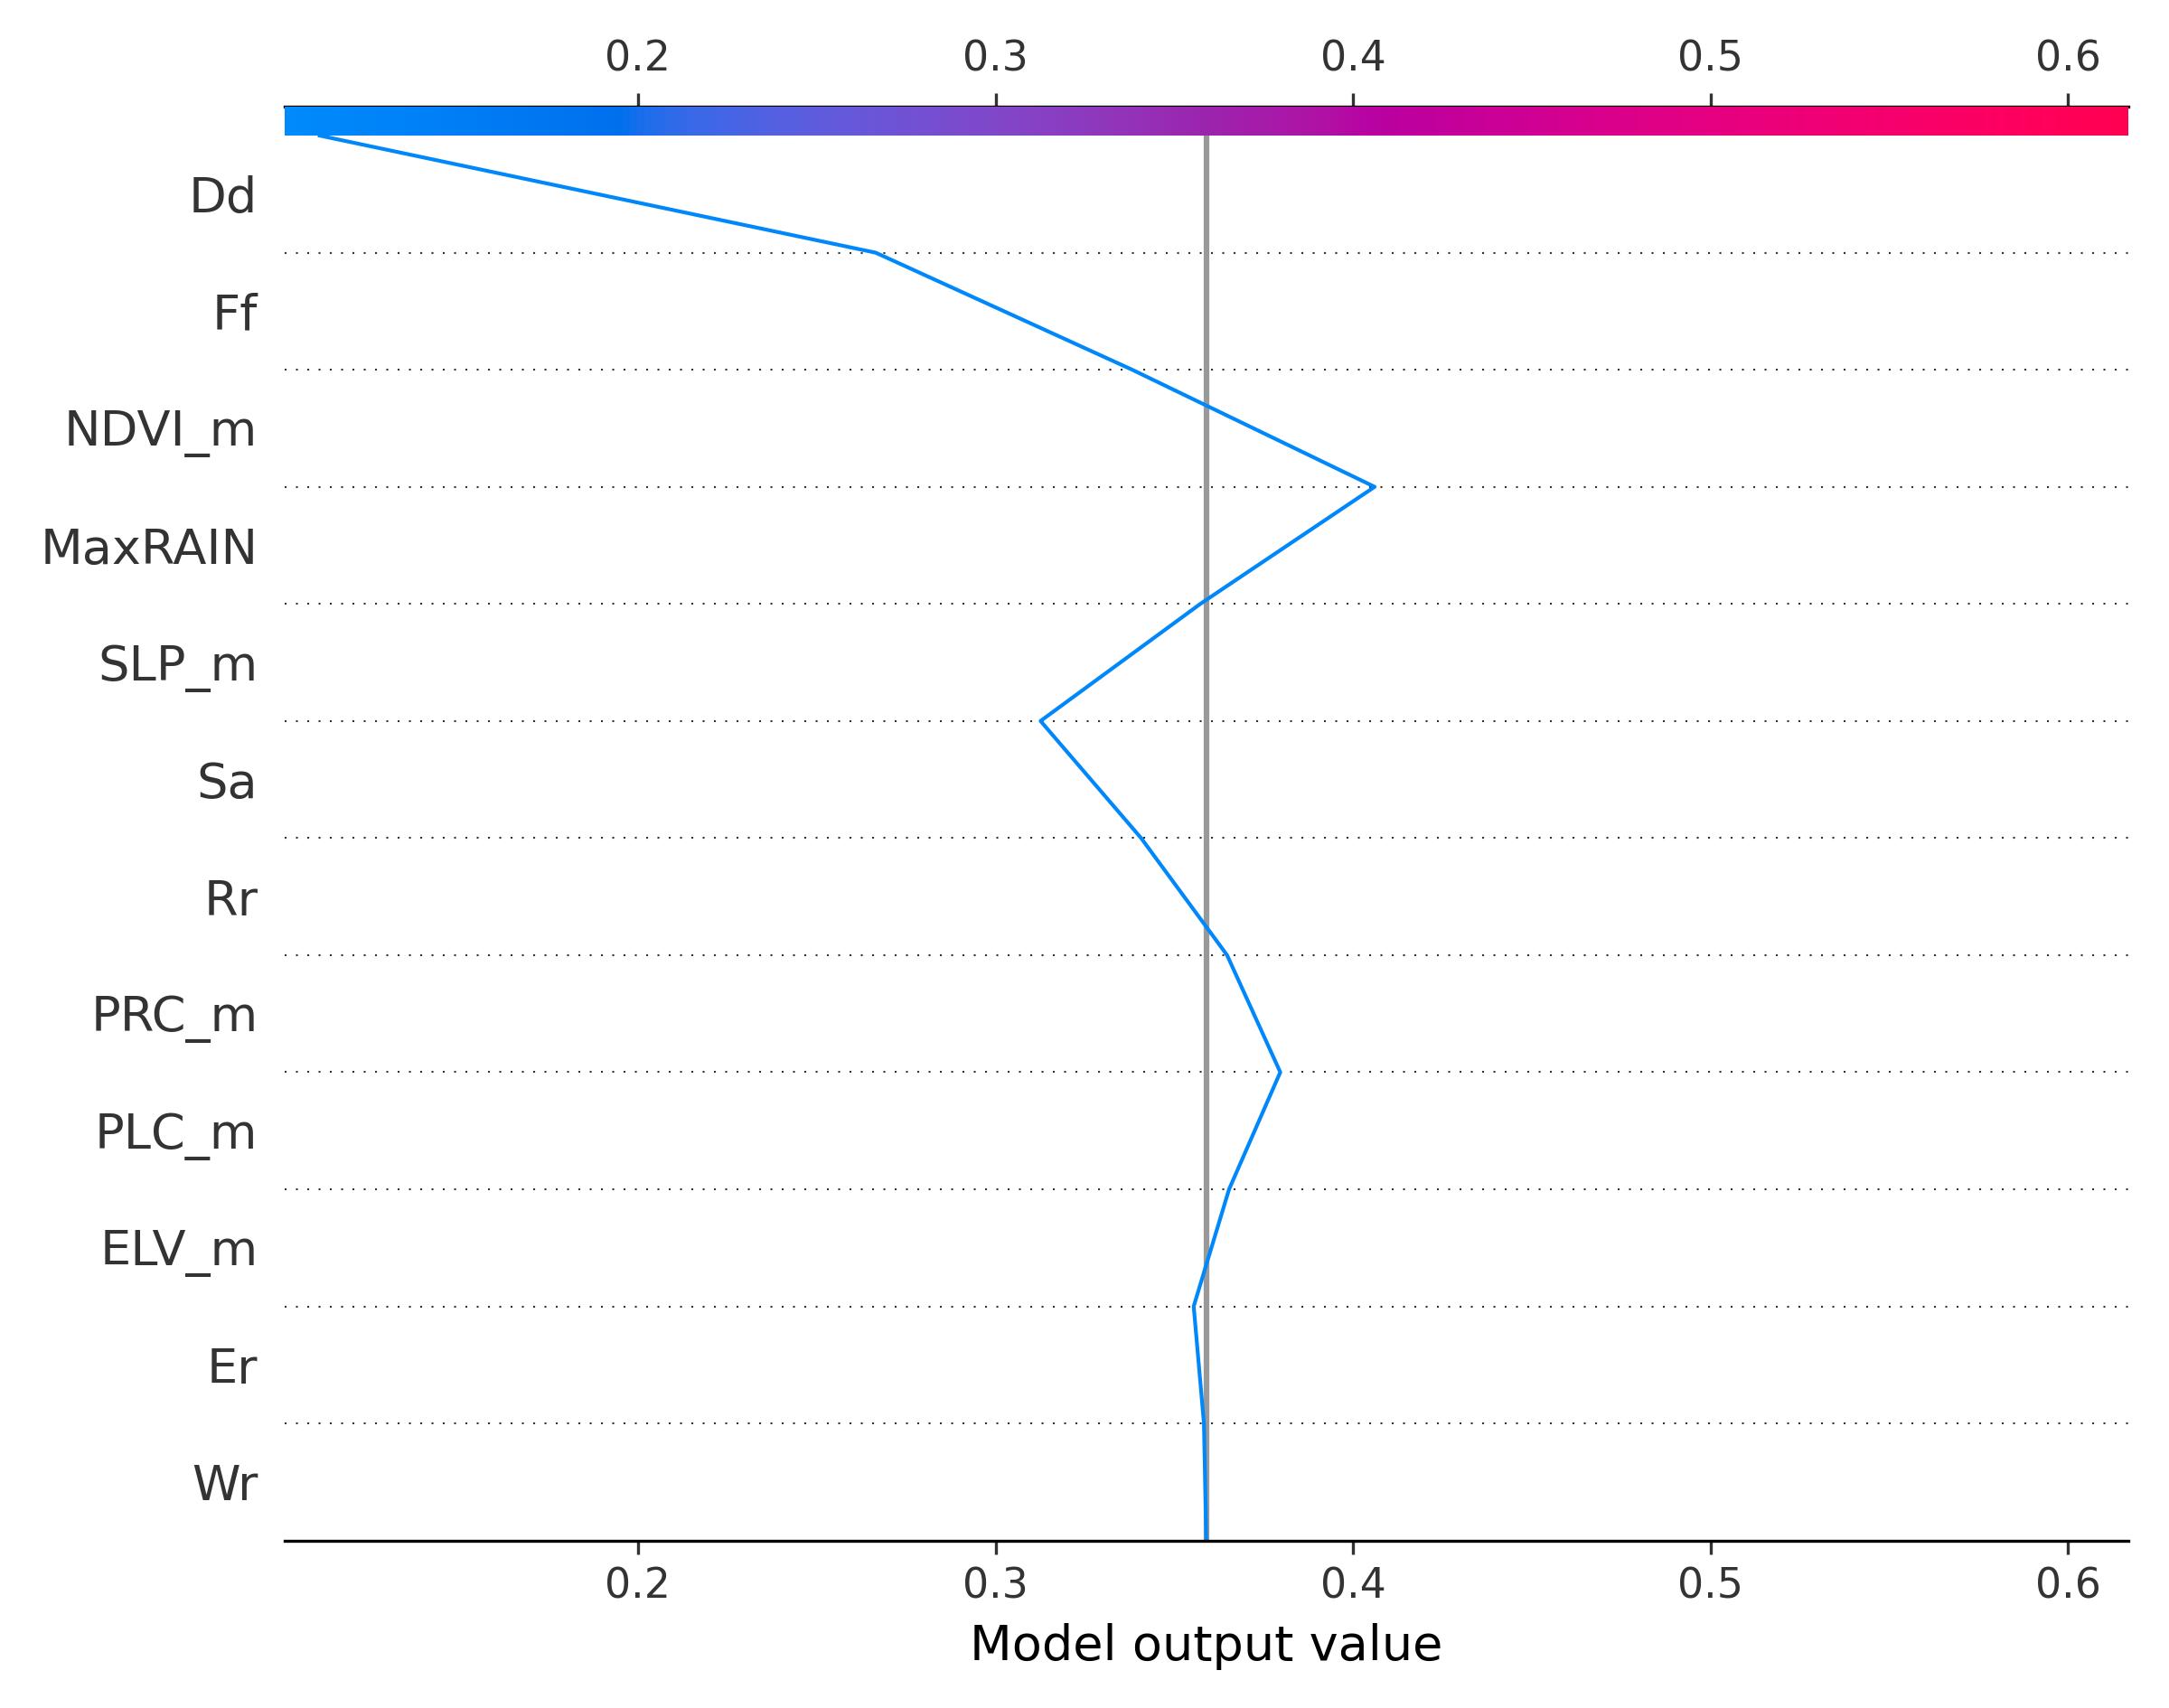 0.2 0.3 0.4 0.5 0.6
Dd
Ff
NDVI_m
MaxRAIN
SLP_m
Sa
Rr
PRC_m
PLC_m
ELV_m
Er
Wr
0.2 0.3 0.4 0.5 0.6
Model output value